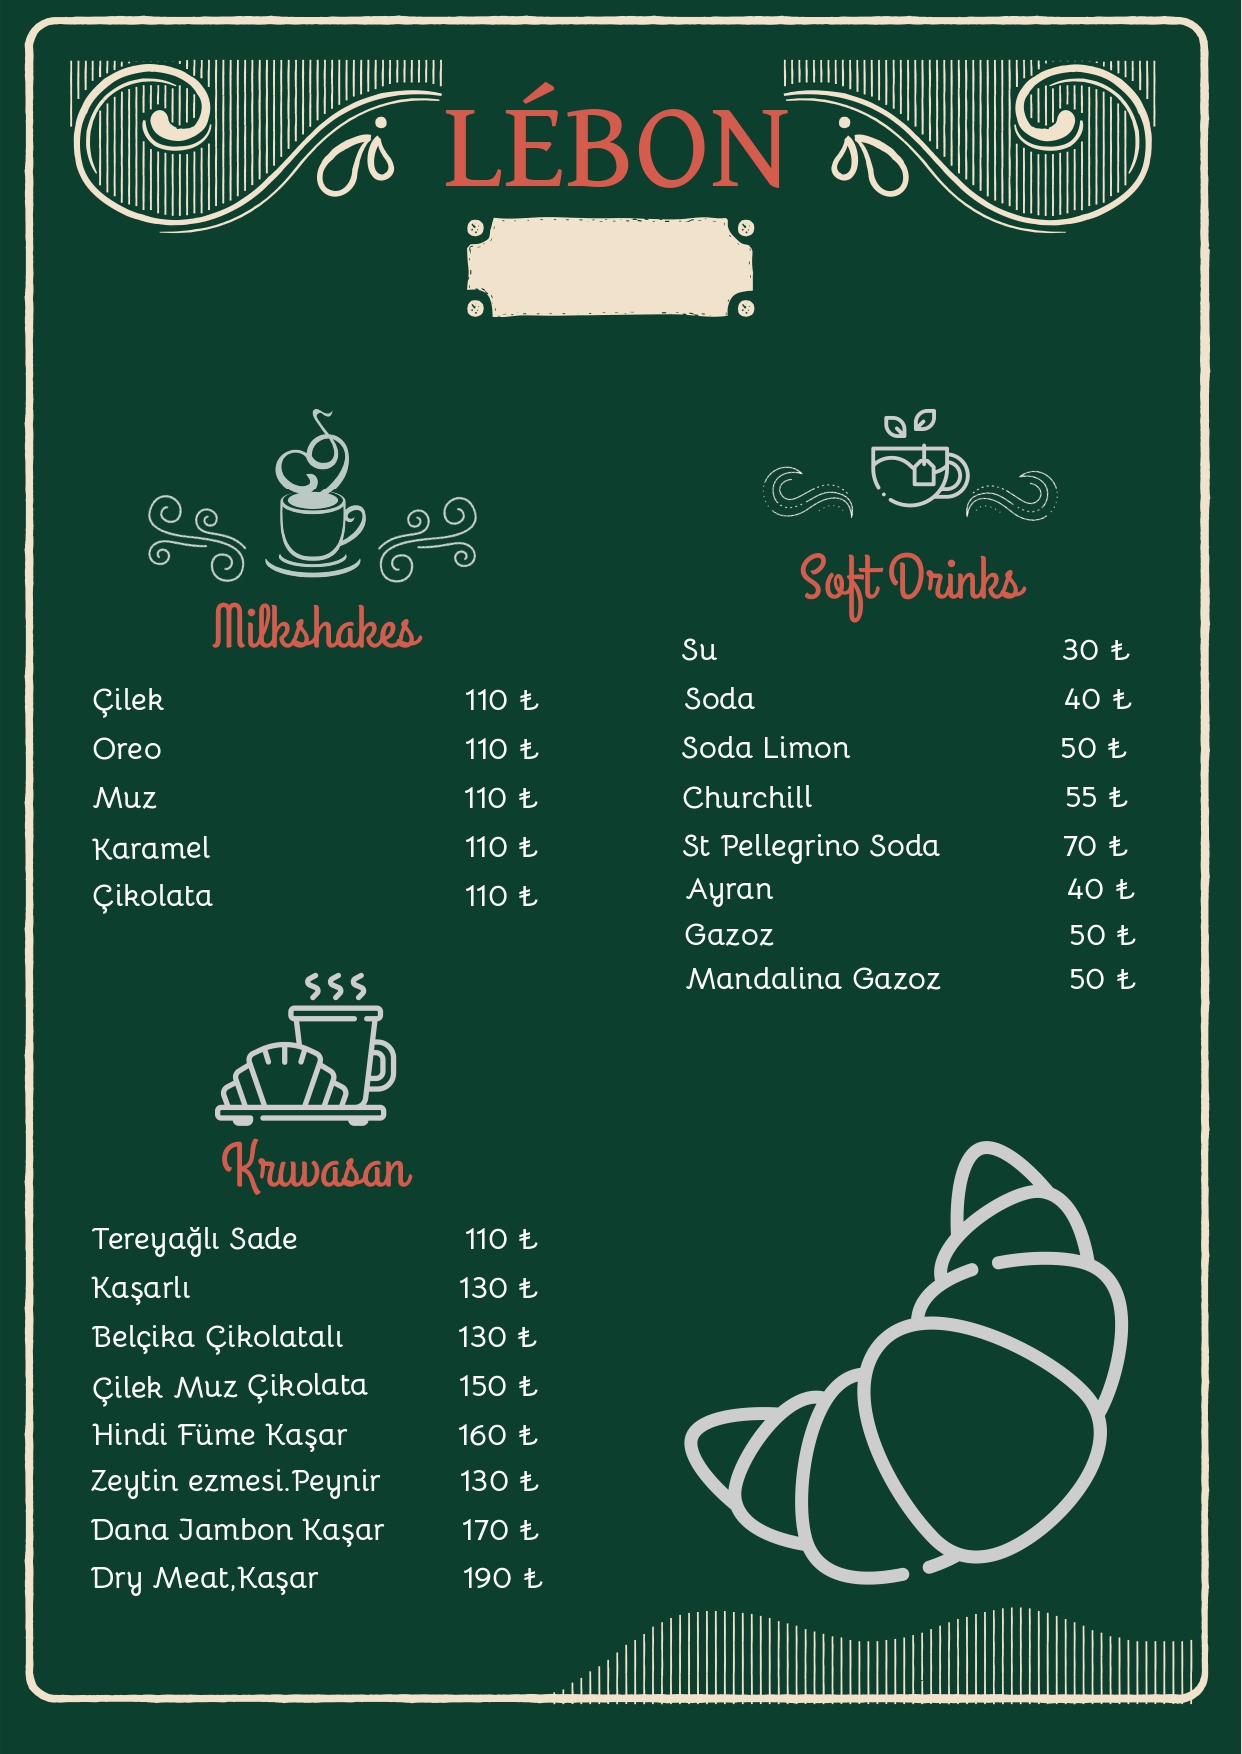 LÉBON
Milkshakes
Çilek 110 ₺
Oreo 110 ₺
Muz 110 ₺
Karamel 110 ₺
Çikolata 110 ₺
Kruvasan
Tereyağlı Sade 110 ₺
Kaşarlı 130 ₺
Belçika Çikolatalı 130 ₺
Çilek Muz Çikolata 150 ₺
Hindi Füme Kaşar 160 ₺
Zeytin ezmesi.Peynir 130 ₺
Dana Jambon Kaşar 170 ₺
Dry Meat,Kaşar 190 ₺
Soft Drinks
Su 30 ₺
Soda 40 ₺
Soda Limon 50 ₺
Churchill 55 ₺
St Pellegrino Soda 70 ₺
Ayran 40 ₺
Gazoz 50 ₺
Mandalina Gazoz 50 ₺